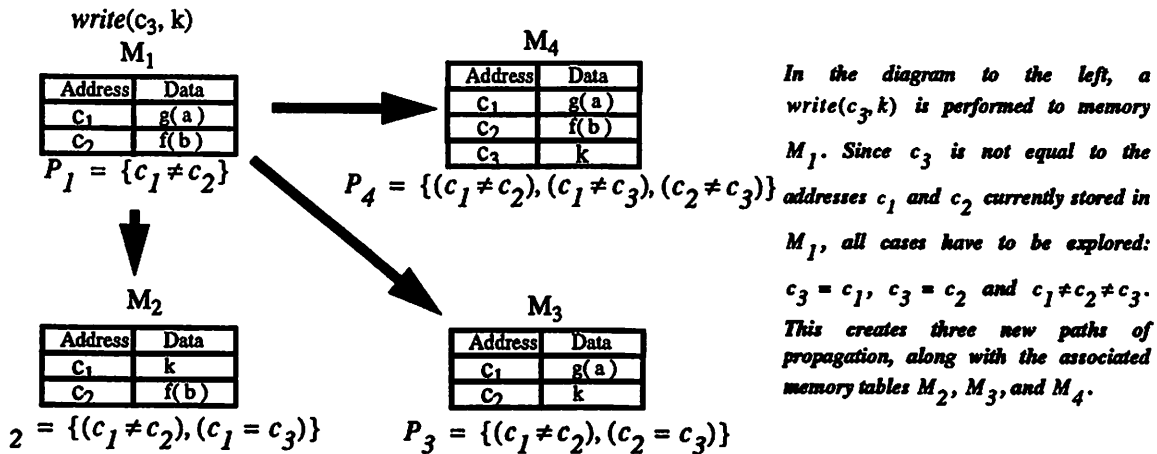 write(c3, k)
M1
Address Data
c1 g(a)
c2 f(b)
P1 = {c1 ≠ c2}
M4
Address Data
c1 g(a)
c2 f(b)
c3 k
P4 = {(c1 ≠ c2), (c1 ≠ c3), (c2 ≠ c3)}
M2
Address Data
c1 k
c2 f(b)
2 = {(c1 ≠ c2), (c1 = c3)}
M3
Address Data
c1 g(a)
c2 k
P3 = {(c1 ≠ c2), (c2 = c3)}
In the diagram to the left, a
write(c3, k) is performed to memory
M1. Since c3 is not equal to the
addresses c1 and c2 currently stored in
M1, all cases have to be explored:
c3 = c1, c3 = c2 and c1 ≠ c2 ≠ c3.
This creates three new paths of
propagation, along with the associated
memory tables M2, M3, and M4.